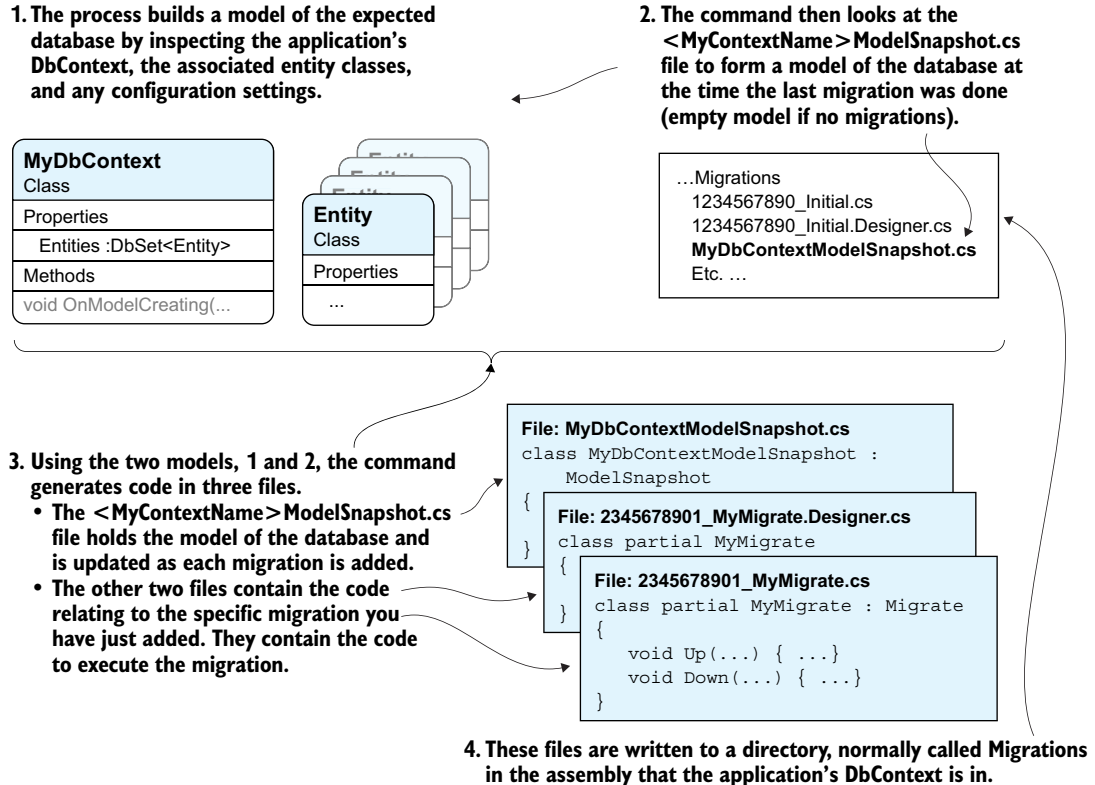 1. The process builds a model of the expected
database by inspecting the application's
DbContext, the associated entity classes,
and any configuration settings.
2. The command then looks at the
<MyContextName>ModelSnapshot.cs
file to form a model of the database at
the time the last migration was done
(empty model if no migrations).
MyDbContext
Class
Properties
Entities :DbSet<Entity>
Methods
void OnModelCreating(...
Entity
Class
Properties
...
…Migrations
1234567890_Initial.cs
1234567890_Initial.Designer.cs
MyDbContextModelSnapshot.cs
Etc. …
3. Using the two models, 1 and 2, the command
generates code in three files.
• The <MyContextName>ModelSnapshot.cs
file holds the model of the database and
is updated as each migration is added.
• The other two files contain the code
relating to the specific migration you
have just added. They contain the code
to execute the migration.
File: MyDbContextModelSnapshot.cs
class MyDbContextModelSnapshot :
ModelSnapshot
{
}
File: 2345678901_MyMigrate.Designer.cs
class partial MyMigrate
{
}
File: 2345678901_MyMigrate.cs
class partial MyMigrate : Migrate
{
void Up(...) { ...}
void Down(...) { ...}
}
4. These files are written to a directory, normally called Migrations
in the assembly that the application's DbContext is in.